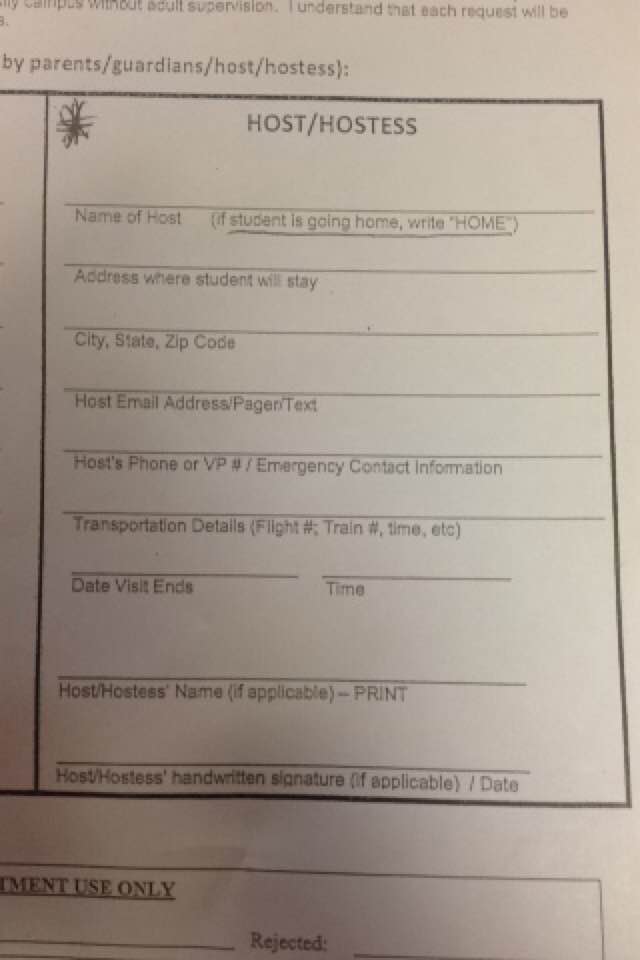 campus without adult supervision. I understand that each request will be
by parents/guardians/host/hostess):
HOST/HOSTESS
Name of Host (if student is going home, write "HOME")
Address where student will stay
City, State, Zip Code
Host Email Address/Pager/Text
Host's Phone or VP # / Emergency Contact Information
Transportation Details (Flight #; Train #, time, etc)
Date Visit Ends Time
Host/Hostess' Name (if applicable) – PRINT
Host/Hostess' handwritten signature (if applicable) / Date
TMENT USE ONLY
Rejected: